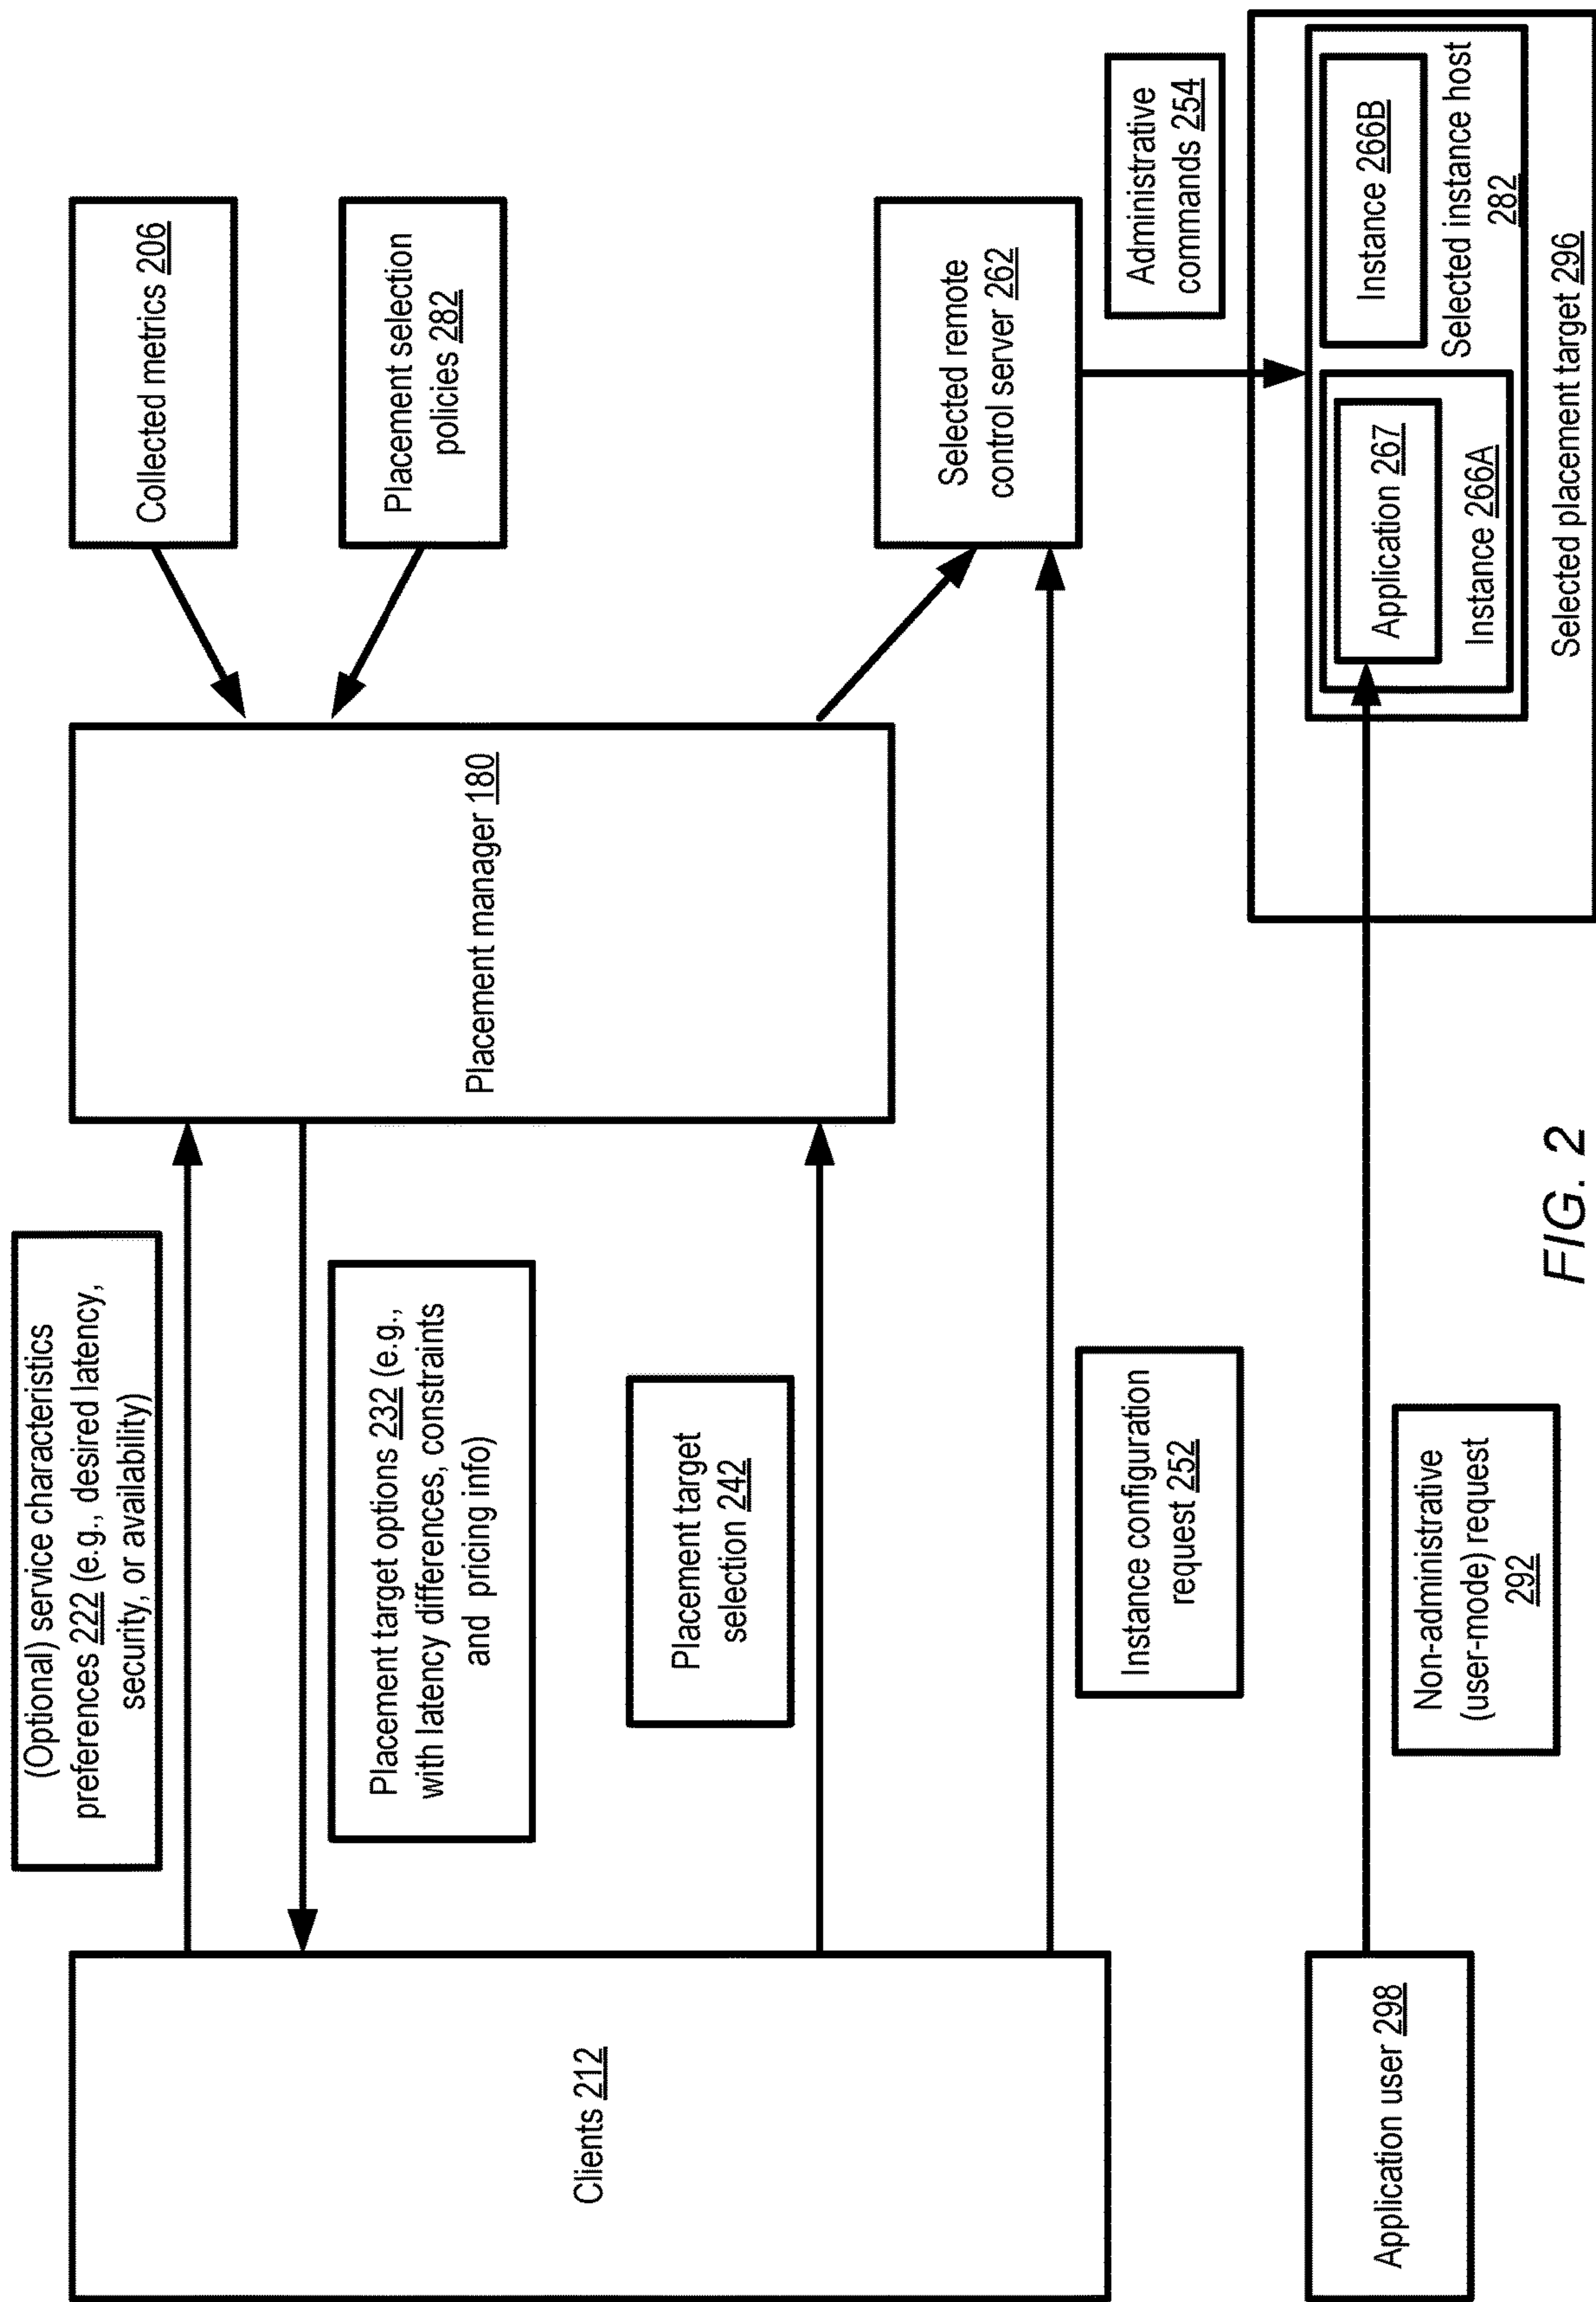 (Optional) service characteristics
preferences 222 (e.g., desired latency,
security, or availability)
Collected metrics 206
Placement target options 232 (e.g.,
with latency differences, constraints
and pricing info)
Placement selection
policies 282
Clients 212
Placement manager 180
Placement target
selection 242
Selected remote
control server 262
Instance configuration
request 252
Administrative
commands 254
Application user 298
Non-administrative
(user-mode) request
292
Application 267
Instance 266A
Instance 266B
Selected instance host
282
Selected placement target 296
FIG. 2